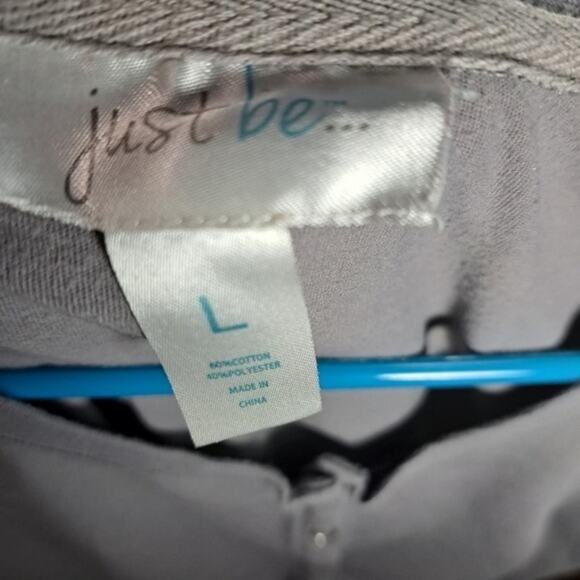 just be...
L
60%COTTON
40%POLYESTER
MADE IN
CHINA